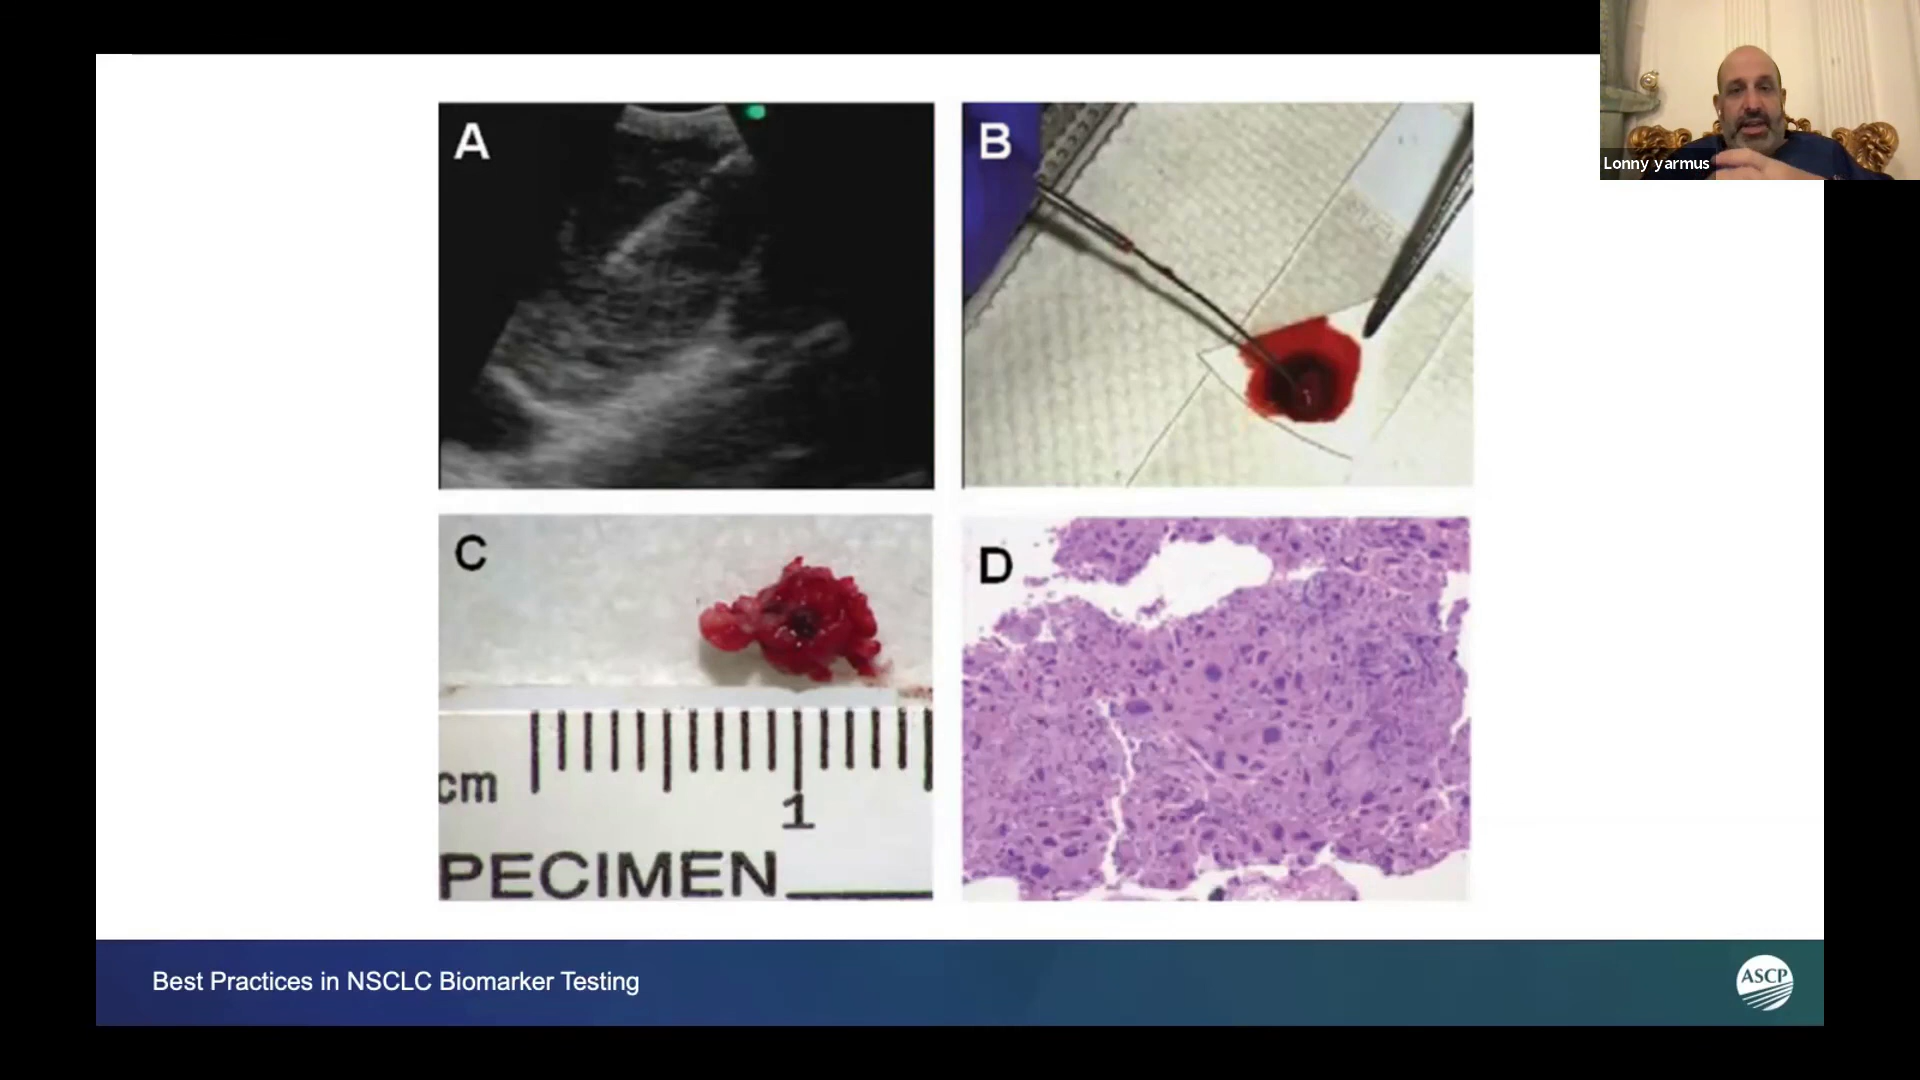 A
B
Lonny yarmus
C
D
cm
1
PECIMEN
Best Practices in NSCLC Biomarker Testing
ASCP